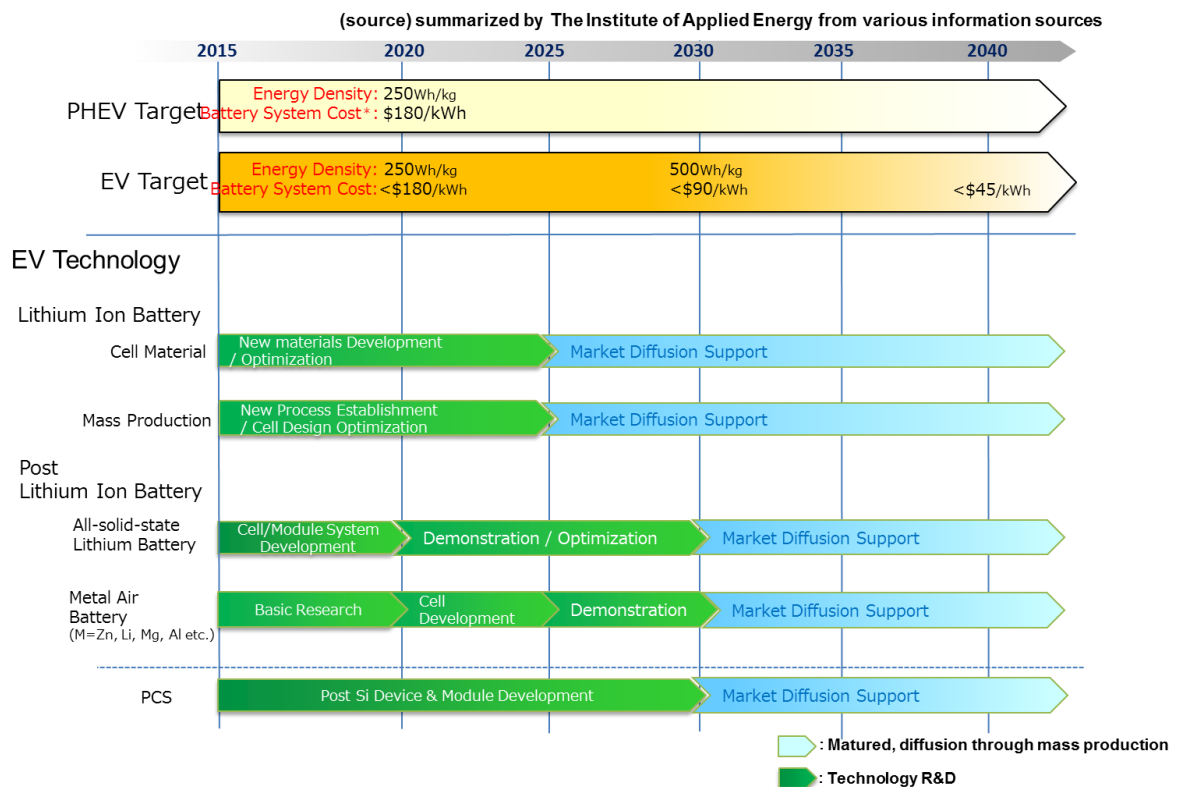 (source) summarized by The Institute of Applied Energy from various information sources
2015 2020 2025 2030 2035 2040
PHEV Target
Energy Density: 250Wh/kg
Battery System Cost*: $180/kWh
EV Target
Energy Density: 250Wh/kg 500Wh/kg
Battery System Cost: <$180/kWh <$90/kWh <$45/kWh
EV Technology
Lithium Ion Battery
Cell Material
New materials Development
/ Optimization
Market Diffusion Support
Mass Production
New Process Establishment
/ Cell Design Optimization
Market Diffusion Support
Post
Lithium Ion Battery
All-solid-state
Lithium Battery
Cell/Module System
Development
Demonstration / Optimization
Market Diffusion Support
Metal Air
Battery
(M=Zn, Li, Mg, Al etc.)
Basic Research
Cell
Development
Demonstration
Market Diffusion Support
PCS
Post Si Device & Module Development
Market Diffusion Support
: Matured, diffusion through mass production
: Technology R&D